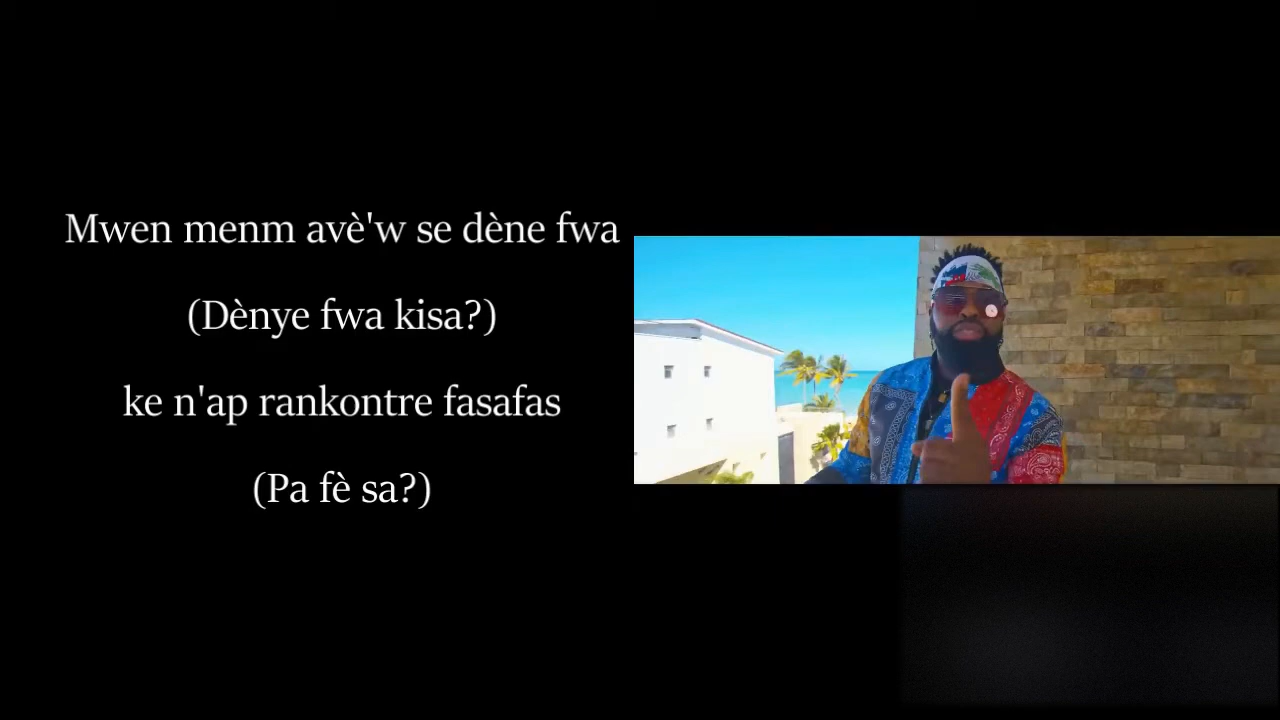 Mwen menm avè'w se dène fwa
(Dènye fwa kisa?)
ke n'ap rankontre fasafas
(Pa fè sa?)